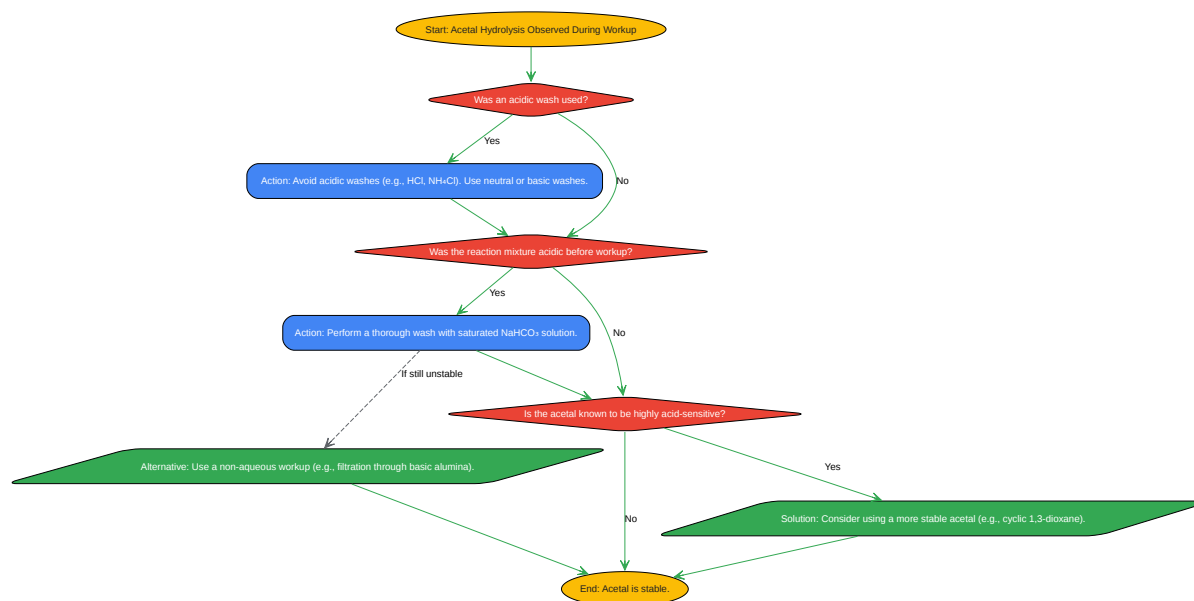 Start: Acetal Hydrolysis Observed During Workup
Was an acidic wash used?
Yes
Action: Avoid acidic washes (e.g., HCl, NH₄Cl). Use neutral or basic washes.
No
Was the reaction mixture acidic before workup?
Yes
Action: Perform a thorough wash with saturated NaHCO₃ solution.
No
If still unstable
Is the acetal known to be highly acid-sensitive?
Alternative: Use a non-aqueous workup (e.g., filtration through basic alumina).
Yes
No
Solution: Consider using a more stable acetal (e.g., cyclic 1,3-dioxane).
End: Acetal is stable.